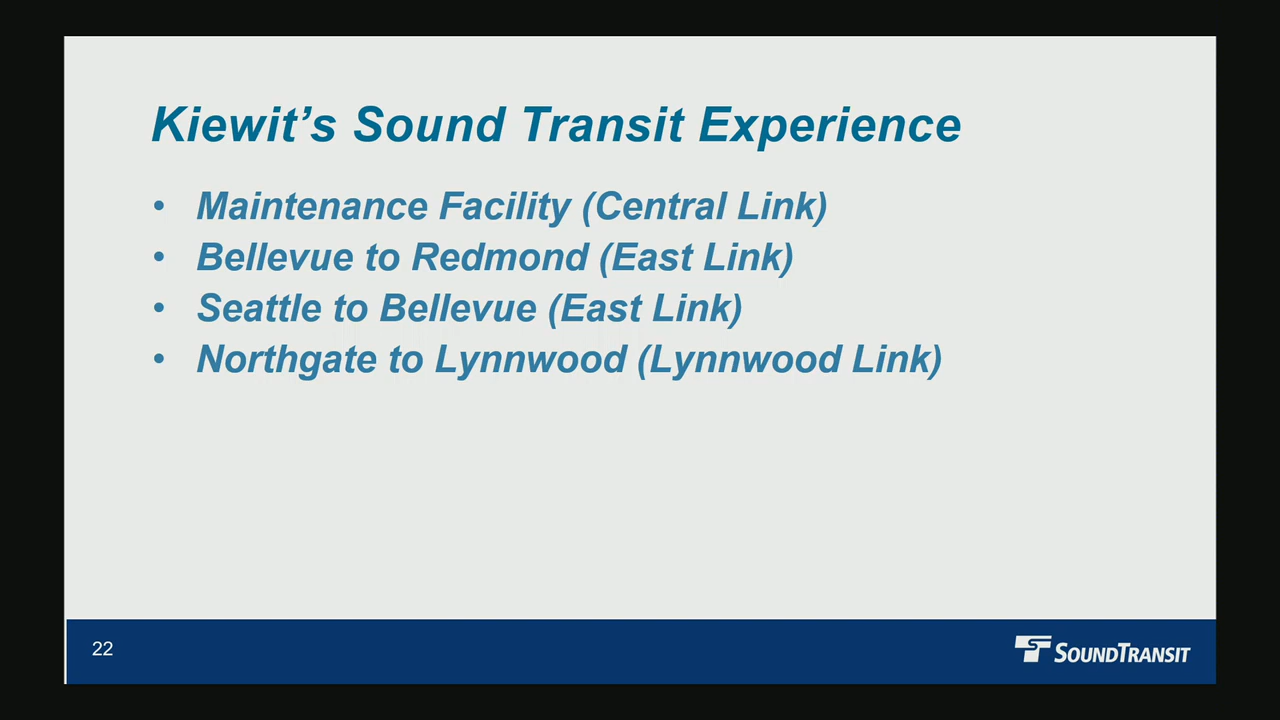 Kiewit’s Sound Transit Experience
• Maintenance Facility (Central Link)
• Bellevue to Redmond (East Link)
• Seattle to Bellevue (East Link)
• Northgate to Lynnwood (Lynnwood Link)
22
SOUNDTRANSIT